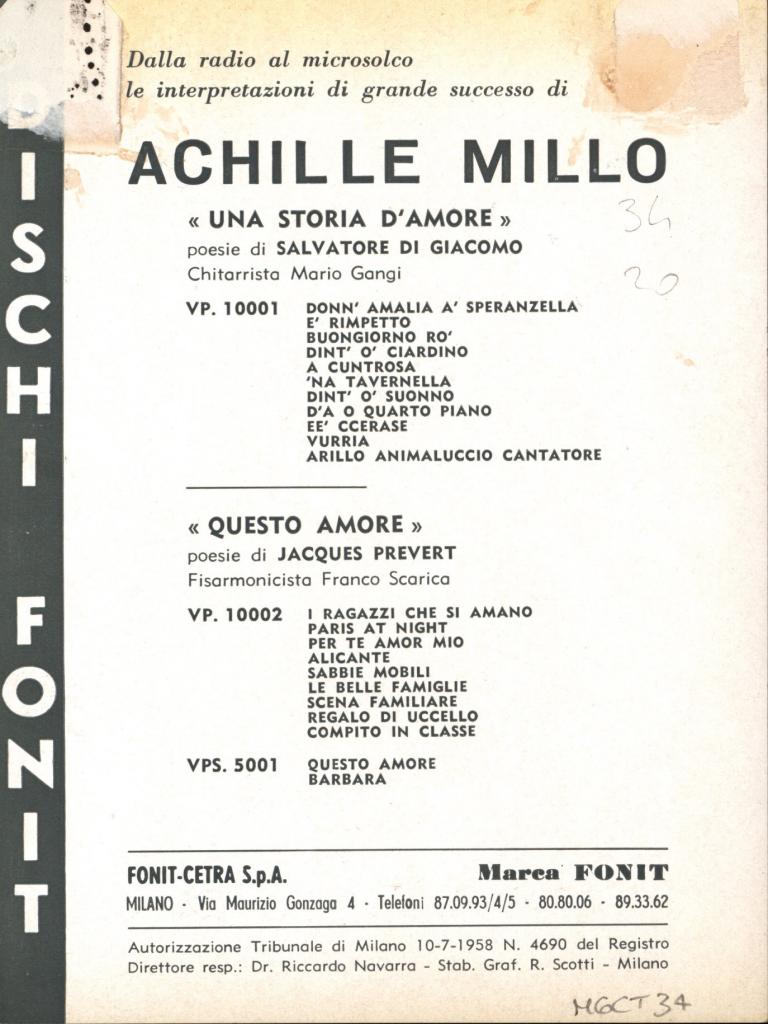 DISCHI FONIT
Dalla radio al microsolco
le interpretazioni di grande successo di
ACHILLE MILLO
« UNA STORIA D'AMORE »
34
poesie di SALVATORE DI GIACOMO
Chitarrista Mario Gangi
20
VP. 10001 DONN' AMALIA A' SPERANZELLA
E' RIMPETTO
BUONGIORNO RO'
DINT' O' CIARDINO
A CUNTROSA
'NA TAVERNELLA
DINT' O' SUONNO
D'A O QUARTO PIANO
EE' CCERASE
VURRIA
ARILLO ANIMALUCCIO CANTATORE
« QUESTO AMORE »
poesie di JACQUES PREVERT
Fisarmonicista Franco Scarica
VP. 10002 I RAGAZZI CHE SI AMANO
PARIS AT NIGHT
PER TE AMOR MIO
ALICANTE
SABBIE MOBILI
LE BELLE FAMIGLIE
SCENA FAMILIARE
REGALO DI UCCELLO
COMPITO IN CLASSE
VPS. 5001 QUESTO AMORE
BARBARA
FONIT-CETRA S.p.A. Marca FONIT
MILANO - Via Maurizio Gonzaga 4 - Telefoni 87.09.93/4/5 - 80.80.06 - 89.33.62
Autorizzazione Tribunale di Milano 10-7-1958 N. 4690 del Registro
Direttore resp.: Dr. Riccardo Navarra - Stab. Graf. R. Scotti - Milano
MGCT 34